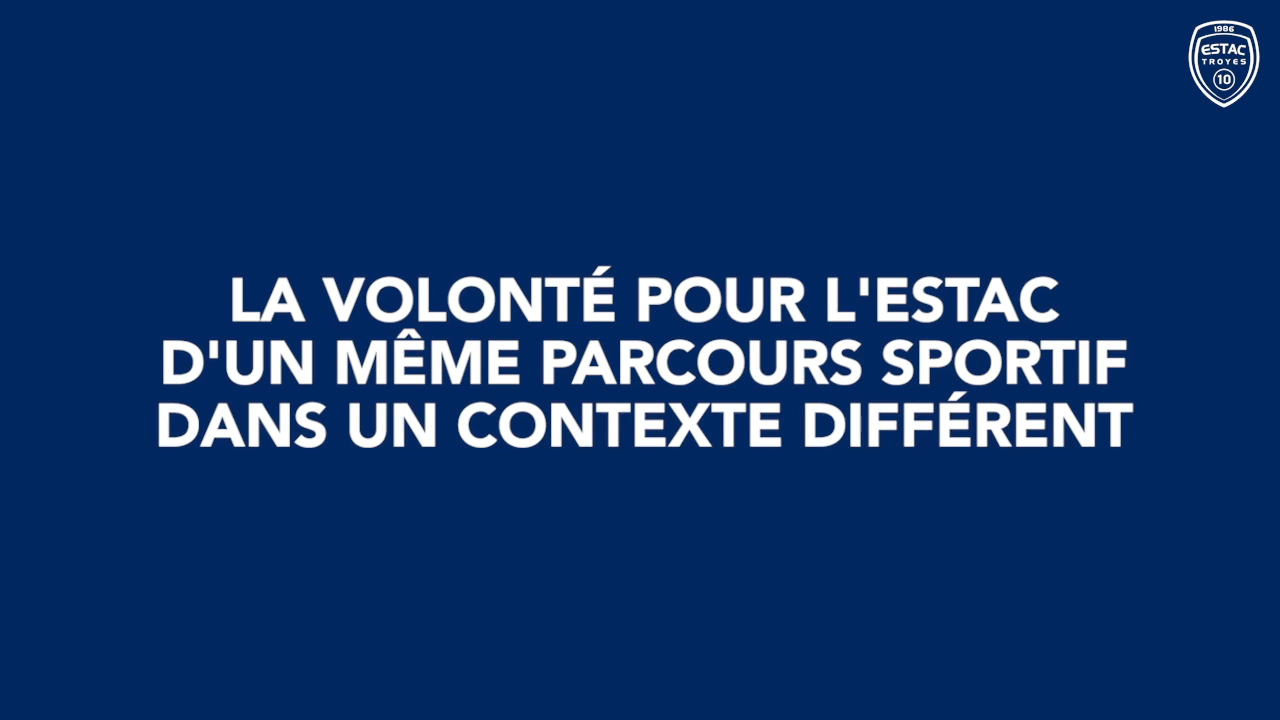 1986
ESTAC
TROYES
10
LA VOLONTÉ POUR L'ESTAC
D'UN MÊME PARCOURS SPORTIF
DANS UN CONTEXTE DIFFÉRENT